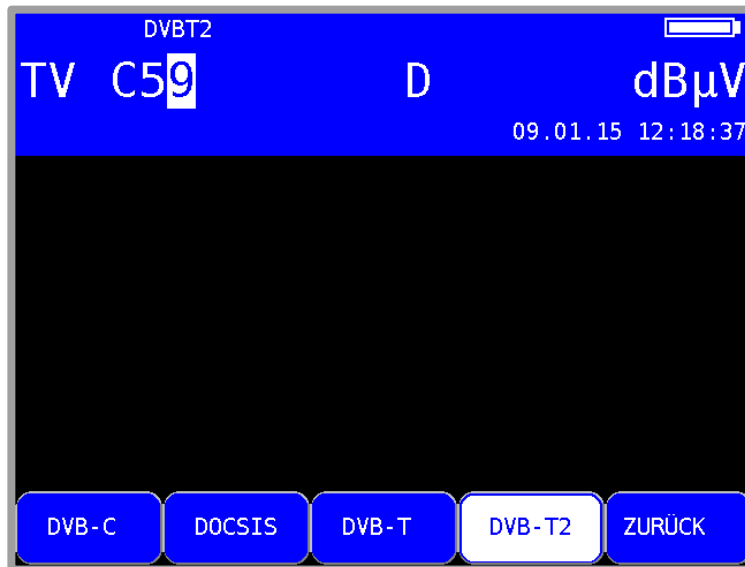 DVBT2
TV C59 D dBµV
09.01.15 12:18:37
DVB-C DOCSIS DVB-T DVB-T2 ZURÜCK